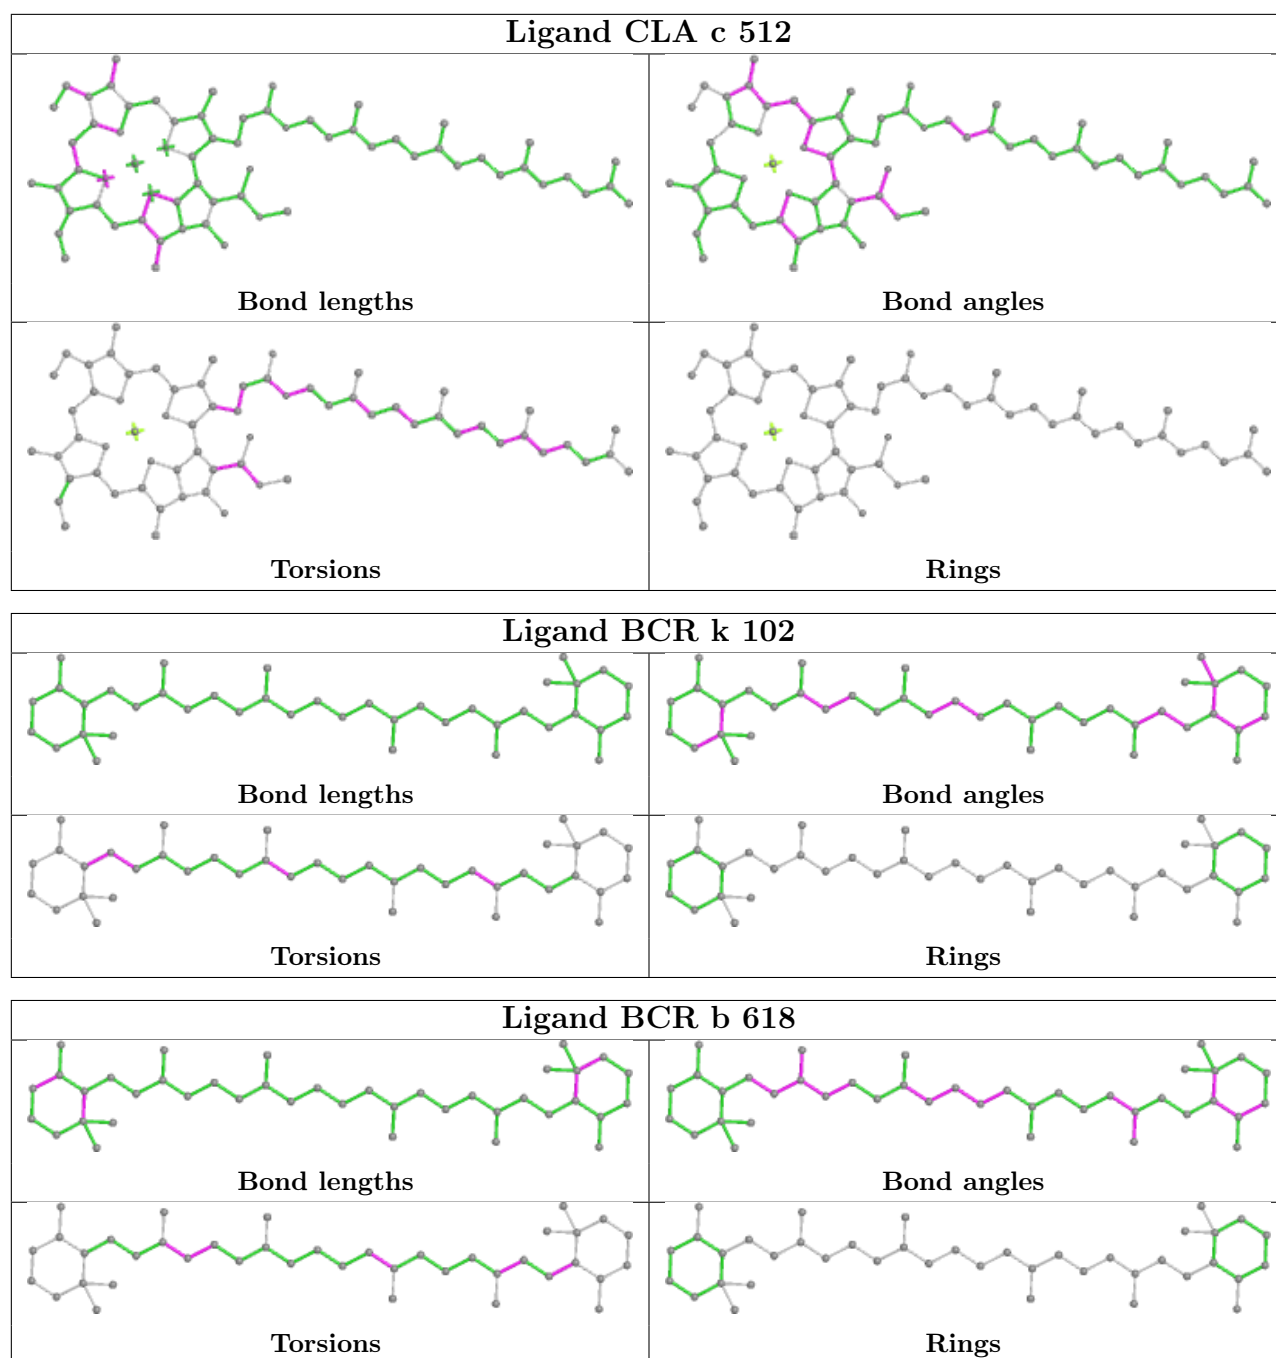 Ligand CLA c 512
Bond lengths
Bond angles
Torsions
Rings
Ligand BCR k 102
Bond lengths
Bond angles
Torsions
Rings
Ligand BCR b 618
Bond lengths
Bond angles
Torsions
Rings